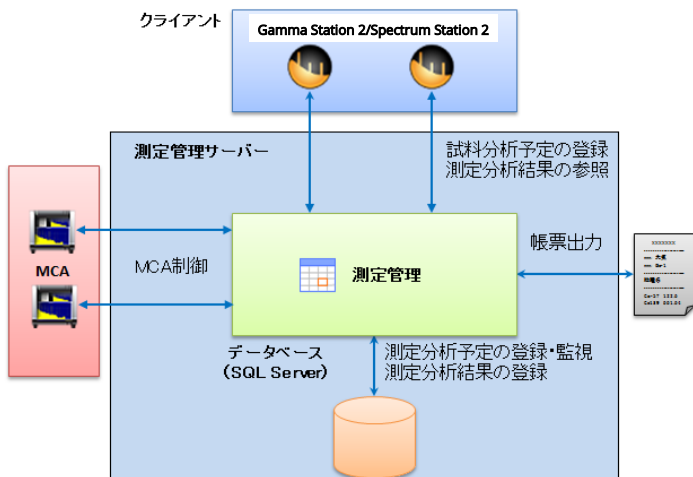 クライアント
Gamma Station 2/Spectrum Station 2
測定管理サーバー
試料分析予定の登録
測定分析結果の参照
MCA
MCA制御
測定管理
帳票出力
データベース
(SQL Server)
測定分析予定の登録・監視
測定分析結果の登録